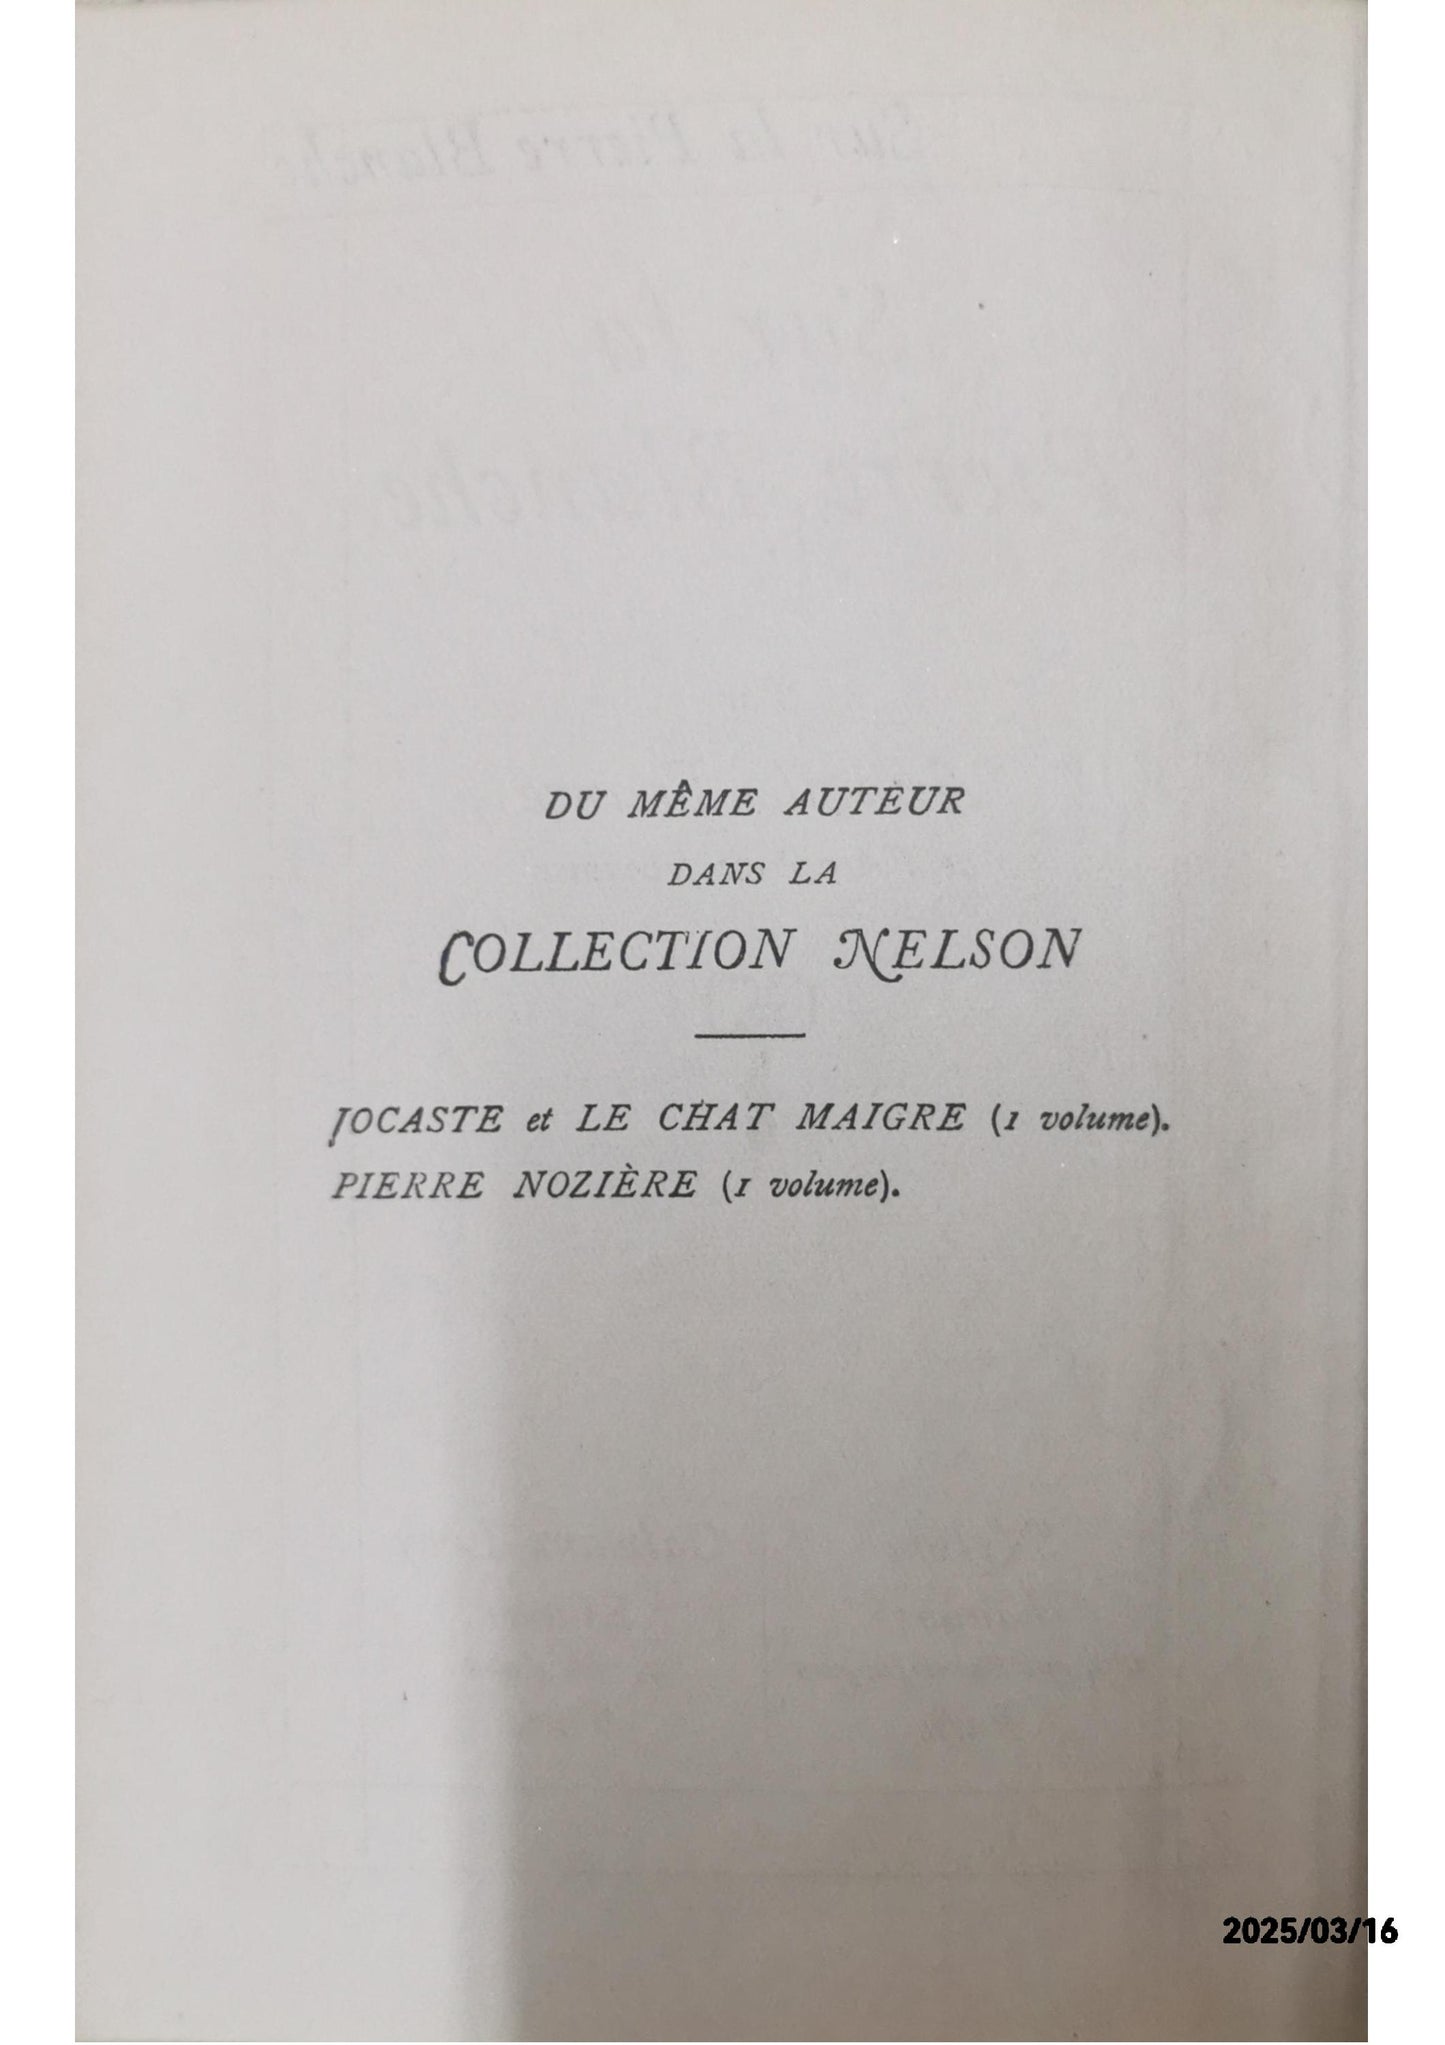 DU MÊME AUTEUR
DANS LA
COLLECTION NELSON
JOCASTE et LE CHAT MAIGRE (1 volume).
PIERRE NOZIÈRE (1 volume).
2025/03/16